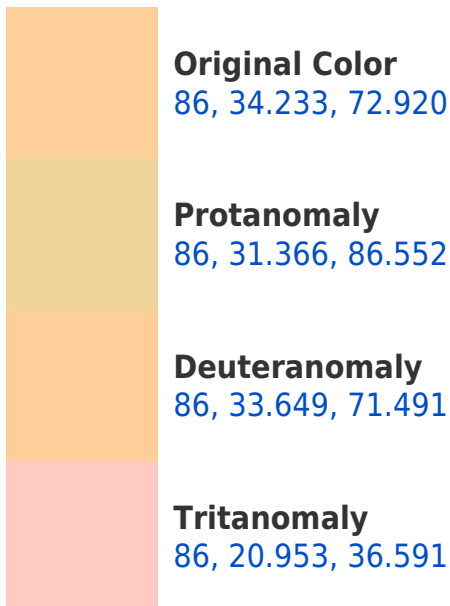 Original Color
86, 34.233, 72.920
Protanomaly
86, 31.366, 86.552
Deuteranomaly
86, 33.649, 71.491
Tritanomaly
86, 20.953, 36.591